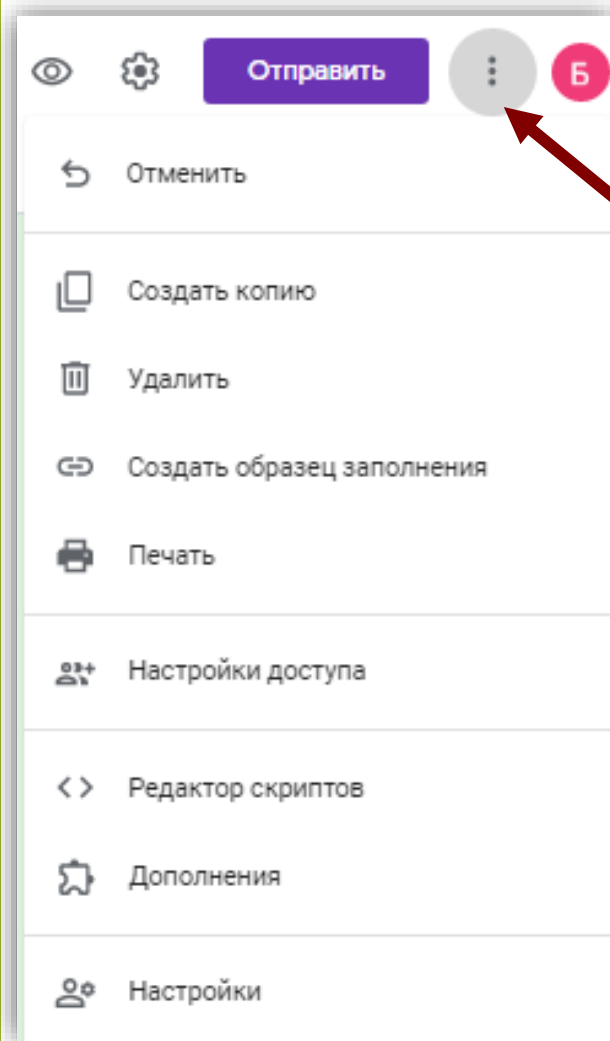 Отправить
Б
Отменить
Создать копию
Удалить
Создать образец заполнения
Печать
Настройки доступа
Редактор скриптов
Дополнения
Настройки